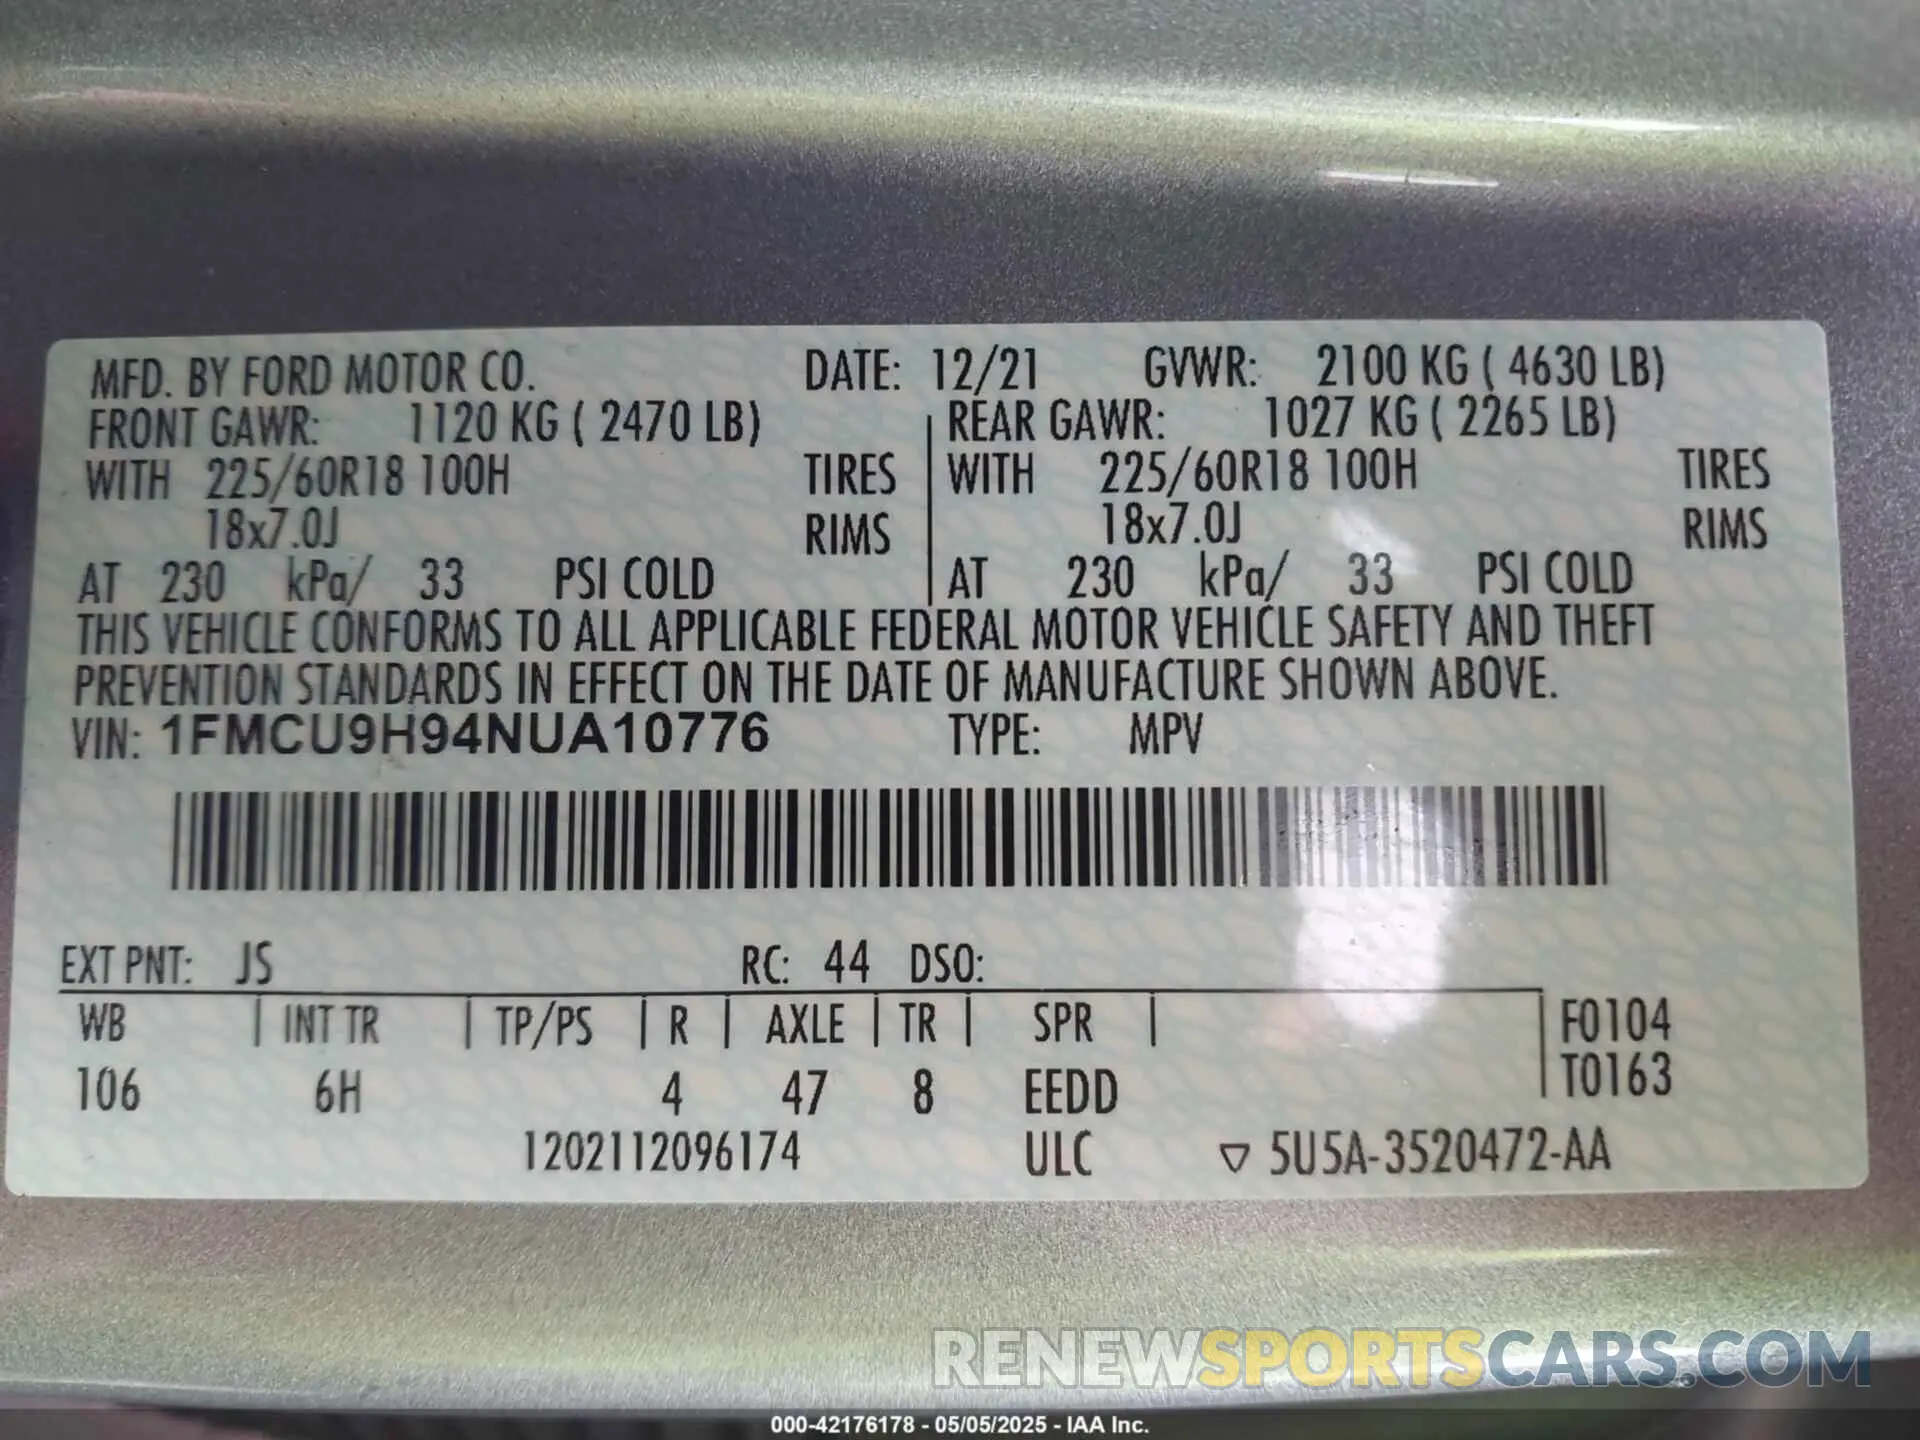 MFD. BY FORD MOTOR CO. DATE: 12/21 GVWR: 2100 KG ( 4630 LB)
FRONT GAWR: 1120 KG ( 2470 LB) REAR GAWR: 1027 KG ( 2265 LB)
WITH 225/60R18 100H TIRES WITH 225/60R18 100H TIRES
18x7.0J RIMS 18x7.0J RIMS
AT 230 kPa/ 33 PSI COLD AT 230 kPa/ 33 PSI COLD
THIS VEHICLE CONFORMS TO ALL APPLICABLE FEDERAL MOTOR VEHICLE SAFETY AND THEFT
PREVENTION STANDARDS IN EFFECT ON THE DATE OF MANUFACTURE SHOWN ABOVE.
VIN: 1FMCU9H94NUA10776 TYPE: MPV
EXT PNT: JS RC: 44 DSO:
WB INT TR TP/PS R AXLE TR SPR F0104
T0163
106 6H 4 47 8 EEDD
1202112096174 ULC ▽ 5U5A-3520472-AA
RENEWSPORTSCARS.COM
000-42176178 - 05/05/2025 - IAA Inc.